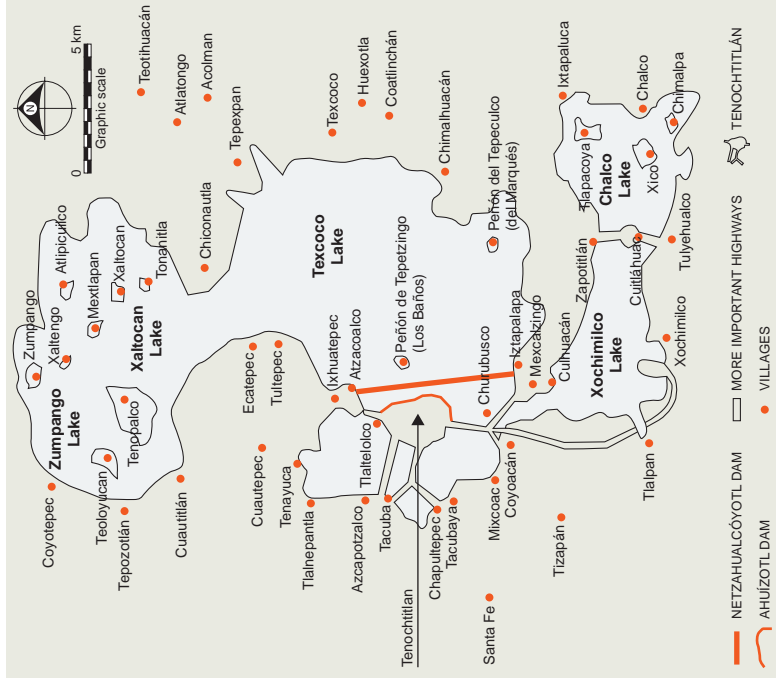 N
0
5 km
Graphic scale
Teotihuacán
Atlatongo
Acolman
Tepexpan
Texcoco
Huexotla
Coatlinchán
Chimalhuacán
Ixtapaluca
Chalco
Chimalpa
Tlapacoya
Xico
Chalco
Lake
Zumpango
Atlipicuilco
Xaltengo
Mextlapan
Xaltocan
Tonanitla
Chiconautla
Texcoco
Lake
Peñón del Tepeculco
(del Marqués)
Zapotitlán
Cuitláhuac
Tulyehualco
Zumpango
Lake
Xaltocan
Lake
Tenopalco
Ecatepec
Tultepec
Ixhuatepec
Atzacoalco
Peñón de Tepetzingo
(Los Baños)
Churubusco
Iztapalapa
Mexcalzingo
Culhuacán
Xochimilco
Lake
Xochimilco
Coyotepec
Teoloyucan
Tepozotlán
Cuautitlán
Cuautepec
Tenayuca
Tlalnepantla
Tlaltelolco
Azcapotzalco
Tacuba
Chapultepec
Tacubaya
Mixcoac
Coyoacán
Tlalpan
Tizapán
Tenochtitlan
Santa Fe
NETZAHUALCÓYOTL DAM
AHUÍZOTL DAM
MORE IMPORTANT HIGHWAYS
VILLAGES
TENOCHTITLÁN